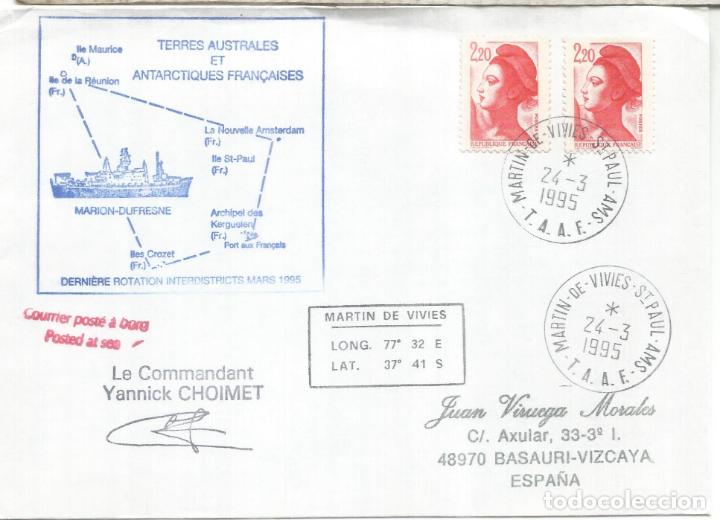 TERRES AUSTRALES
ET
ANTARCTIQUES FRANÇAISES
Ile Maurice
(A.)
Ile de la Réunion
(Fr.)
La Nouvelle Amsterdam
(Fr.)
Ile St-Paul
(Fr.)
MARION-DUFRESNE
Archipel des
Kerguelen
(Fr.)
Port aux Français
Iles Crozet
(Fr.)
DERNIÈRE ROTATION INTERDISTRICTS MARS 1995
2,20
REPUBLIQUE FRANÇAISE
2,20
REPUBLIQUE FRANÇAISE
MARTIN-DE-VIVIES-ST PAUL-AMS
24-3
1995
-T.A.A.F.-
MARTIN-DE-VIVIES-ST PAUL-AMS
24-3
1995
-T.A.A.F.-
Courrier posté à bord
Posted at sea
MARTIN DE VIVIES
LONG. 77° 32 E
LAT. 37° 41 S
Le Commandant
Yannick CHOIMET
Juan Viruega Morales
C/. Axular, 33-3º I.
48970 BASAURI-VIZCAYA
ESPAÑA
todocoleccion